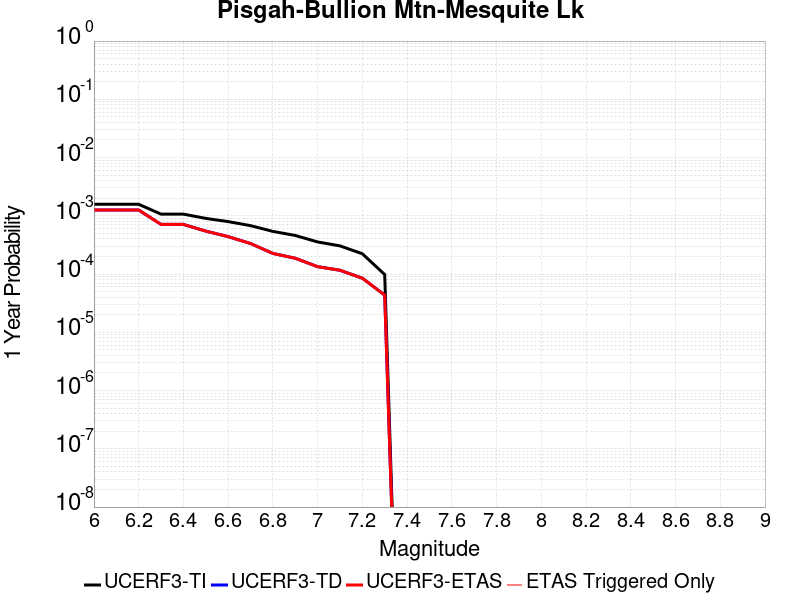 Pisgah-Bullion Mtn-Mesquite Lk
10^0
10^-1
10^-2
10^-3
10^-4
10^-5
10^-6
10^-7
10^-8
1 Year Probability
6 6.2 6.4 6.6 6.8 7 7.2 7.4 7.6 7.8 8 8.2 8.4 8.6 8.8 9
Magnitude
UCERF3-TI UCERF3-TD UCERF3-ETAS ETAS Triggered Only